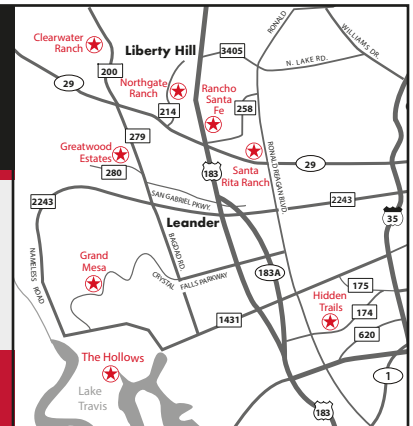 RONALD
WILLIAMS DR.
Clearwater
Ranch
Liberty Hill
3405
N. LAKE RD.
200
29
Northgate
Ranch
Rancho
Santa
Fe
258
214
279
Greatwood
Estates
280
183
Santa
Rita Ranch
29
RONALD REAGAN BLVD.
2243
SAN GABRIEL PKWY.
2243
35
Leander
NAMELESS ROAD
BAGDAD RD.
Grand
Mesa
CRYSTAL FALLS PARKWAY
183A
175
Hidden
Trails
174
1431
620
The Hollows
1
Lake
Travis
183